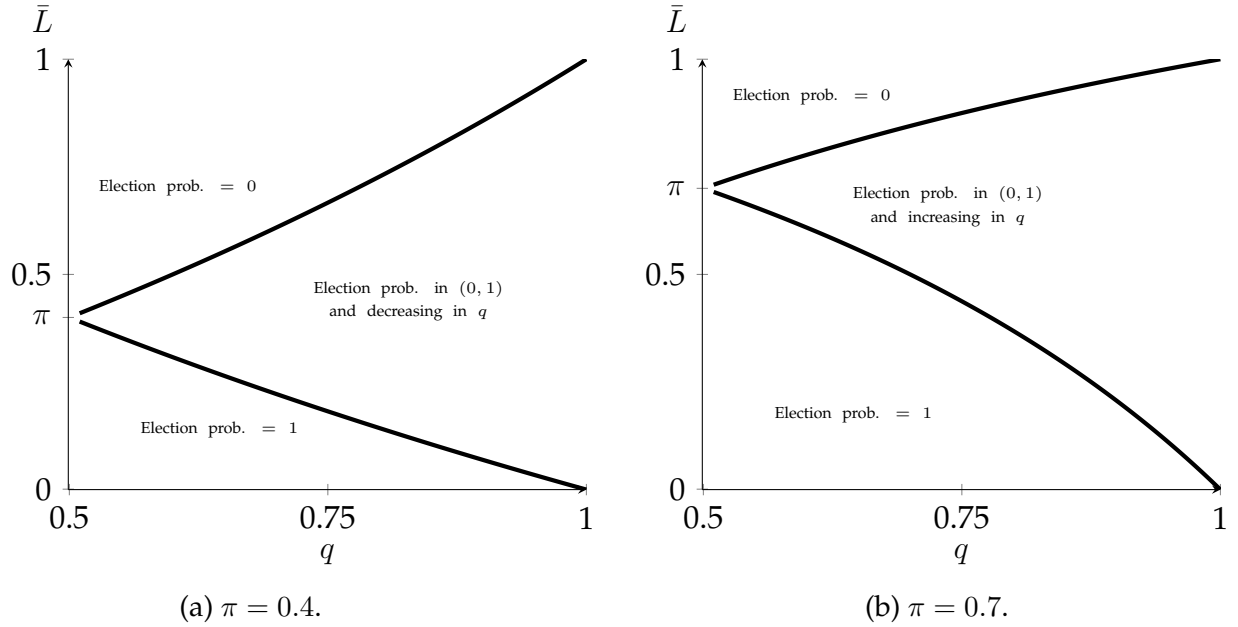 L̄
1
Election prob. = 0
0.5
Election prob. in (0, 1)
and decreasing in q
π
Election prob. = 1
0
0.5
0.75
1
q
(a) π = 0.4.
L̄
1
Election prob. = 0
π
Election prob. in (0, 1)
and increasing in q
0.5
Election prob. = 1
0
0.5
0.75
1
q
(b) π = 0.7.